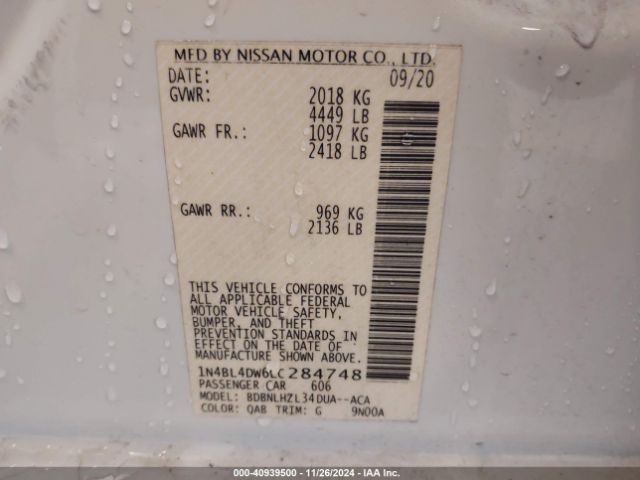 MFD BY NISSAN MOTOR CO., LTD.
DATE: 09/20
GVWR: 2018 KG
4449 LB
GAWR FR.: 1097 KG
2418 LB
GAWR RR.: 969 KG
2136 LB
THIS VEHICLE CONFORMS TO
ALL APPLICABLE FEDERAL
MOTOR VEHICLE SAFETY,
BUMPER, AND THEFT
PREVENTION STANDARDS IN
EFFECT ON THE DATE OF
MANUFACTURE SHOWN ABOVE.
1N4BL4DW6LC284748
PASSENGER CAR 606
MODEL: BDBNLHZL34DUA--ACA
COLOR: QAB TRIM: G 9N00A
000-40939500 - 11/26/2024 - IAA Inc.